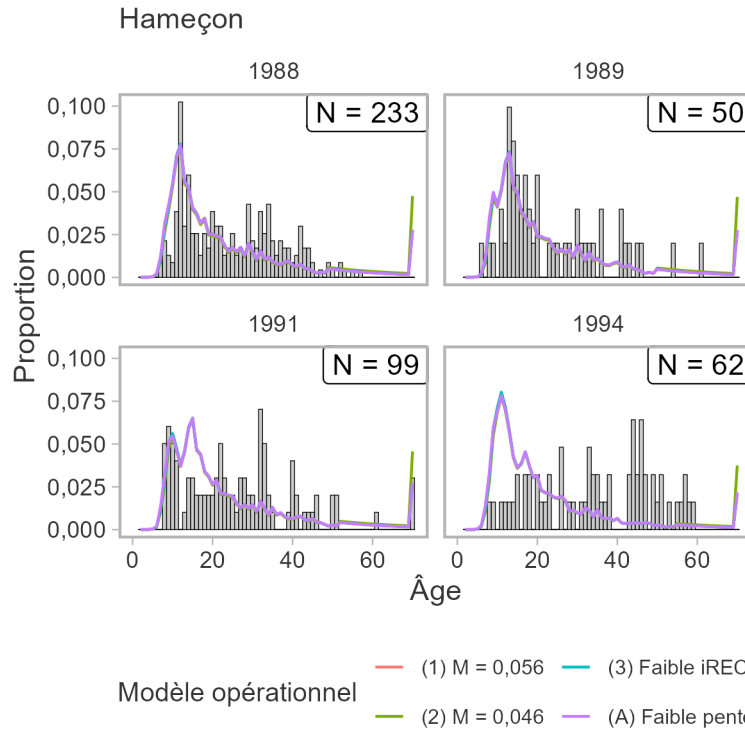 Hameçon
1988
1989
N = 233
N = 50
0,100
0,075
0,050
0,025
0,000
1991
1994
N = 99
N = 62
0,100
0,075
0,050
0,025
0,000
Proportion
0 20 40 60
0 20 40 60
Âge
Modèle opérationnel
(1) M = 0,056
(3) Faible iREC
(2) M = 0,046
(A) Faible pente